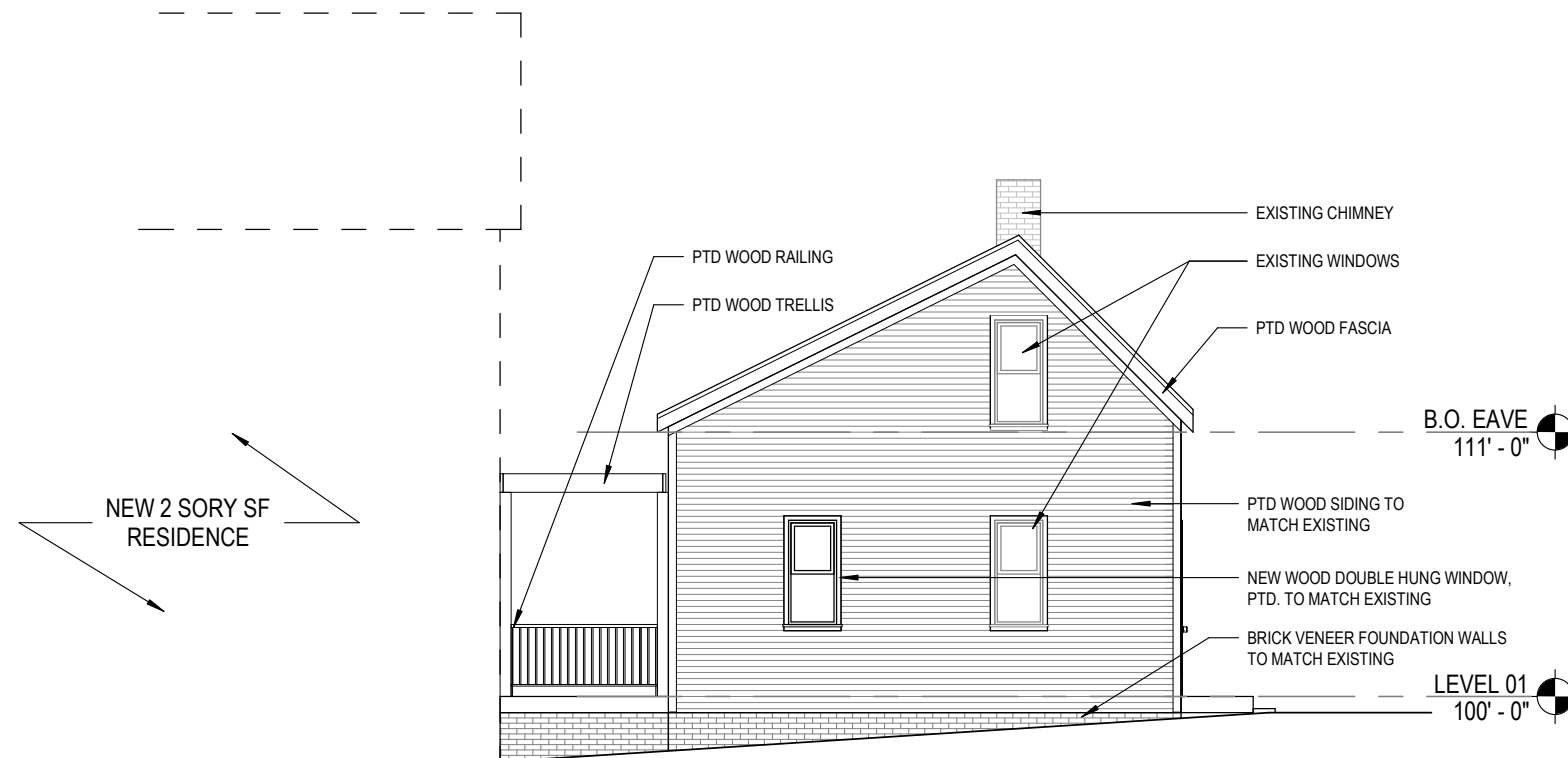 EXISTING CHIMNEY
PTD WOOD RAILING
EXISTING WINDOWS
PTD WOOD TRELLIS
PTD WOOD FASCIA
B.O. EAVE
111' - 0"
NEW 2 SORY SF
RESIDENCE
PTD WOOD SIDING TO
MATCH EXISTING
NEW WOOD DOUBLE HUNG WINDOW,
PTD. TO MATCH EXISTING
BRICK VENEER FOUNDATION WALLS
TO MATCH EXISTING
LEVEL 01
100' - 0"